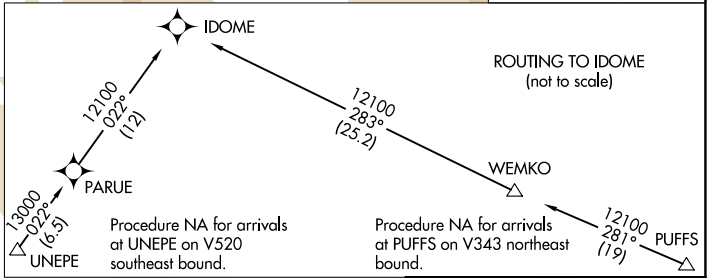 IDOME
ROUTING TO IDOME
(not to scale)
12100
022°
(12)
12100
283°
(25.2)
PARUE
WEMKO
13000
022°
(6.5)
UNEPE
Procedure NA for arrivals
at UNEPE on V520
southeast bound.
Procedure NA for arrivals
at PUFFS on V343 northeast
bound.
12100
281°
(19)
PUFFS